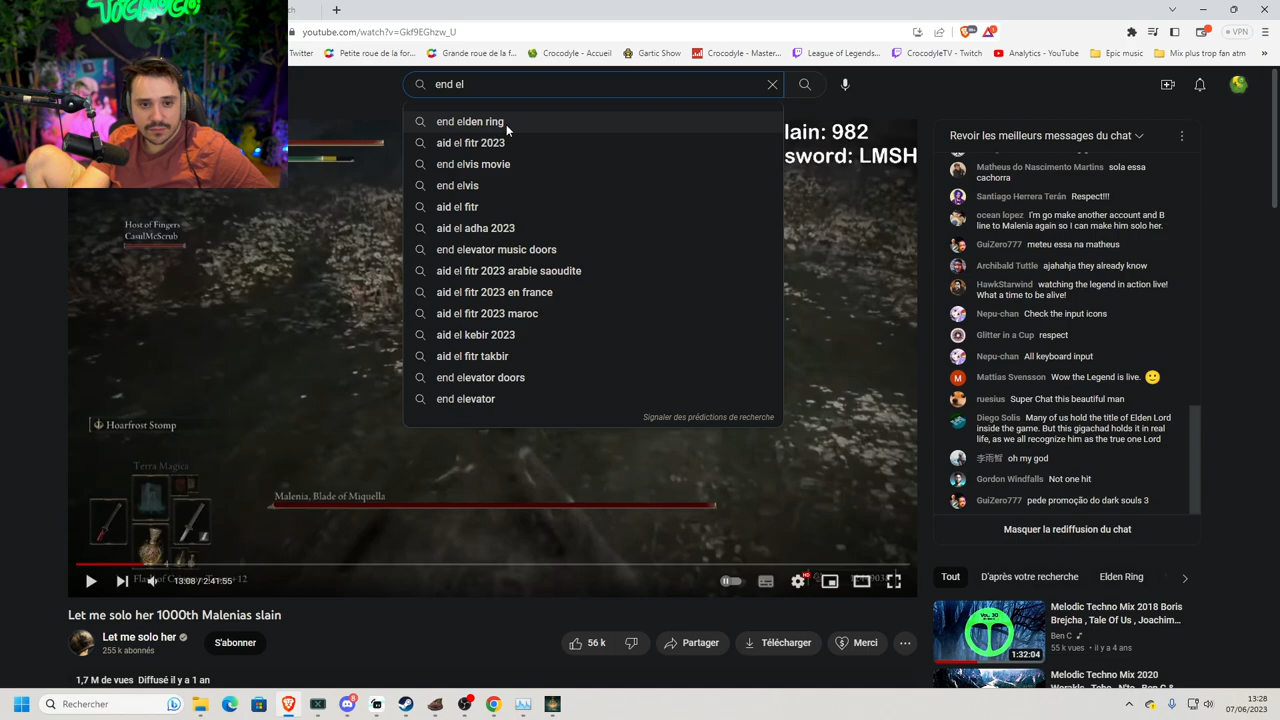 youtube.com/watch?v=Gkf9EGhzw_U
VPN
Twitter
Petite roue de la for...
Grande roue de la f...
Crocodyle - Accueil
Gartic Show
Crocodyle - Master...
League of Legends...
CrocodyleTV - Twitch
Analytics - YouTube
Epic music
Mix plus trop fan at...
end el
end elden ring
aid el fitr 2023
end elvis movie
end elvis
aid el fitr
aid el adha 2023
end elevator music doors
aid el fitr 2023 arabie saoudite
aid el fitr 2023 en france
aid el fitr 2023 maroc
aid el kebir 2023
aid el fitr takbir
end elevator doors
end elevator
Signaler des prédictions de recherche
lain: 982
sword: LMSH
Host of Fingers
CasulMcScrub
Hoarfrost Stomp
Terra Magica
Malenia, Blade of Miquella
13:08 / 2:41:55
+12
HD
Let me solo her 1000th Malenias slain
Let me solo her
255 k abonnés
S'abonner
56 k
Partager
Télécharger
Merci
1,7 M de vues Diffusé il y a 1 an
Revoir les meilleurs messages du chat
Matheus do Nascimento Martins sola essa
cachorra
Santiago Herrera Terán Respect!!!
ocean lopez I'm go make another account and B
line to Malenia again so I can make him solo her.
GuiZero777 meteu essa na matheus
Archibald Tuttle ajahahja they already know
HawkStarwind watching the legend in action live!
What a time to be alive!
Nepu-chan Check the input icons
Glitter in a Cup respect
Nepu-chan All keyboard input
M Mattias Svensson Wow the Legend is live.
ruesius Super Chat this beautiful man
Diego Solis Many of us hold the title of Elden Lord
inside the game. But this gigachad holds it in real
life, as we all recognize him as the true one Lord
李雨晢 oh my god
Gordon Windfalls Not one hit
GuiZero777 pede promoção do dark souls 3
Masquer la rediffusion du chat
Tout
D'après votre recherche
Elden Ring
Melodic Techno Mix 2018 Boris
Brejcha , Tale Of Us , Joachim...
Ben C
55 k vues • il y a 4 ans
1:32:04
Melodic Techno Mix 2020
Rechercher
8
13:28
07/06/2023